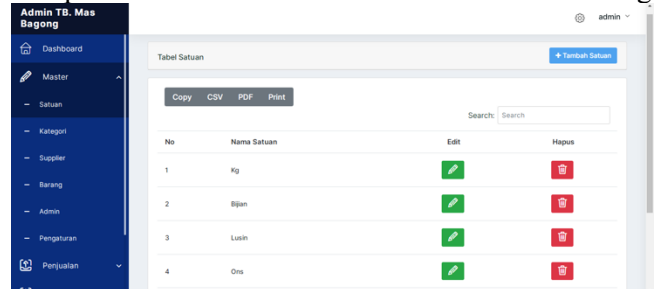 Admin TB. Mas
Bagong
admin
Dashboard
Master
Satuan
Kategori
Supplier
Barang
Admin
Pengaturan
Penjualan
Tabel Satuan
+ Tambah Satuan
Copy CSV PDF Print
Search: Search
No Nama Satuan Edit Hapus
1 Kg
2 Bijian
3 Lusin
4 Ons